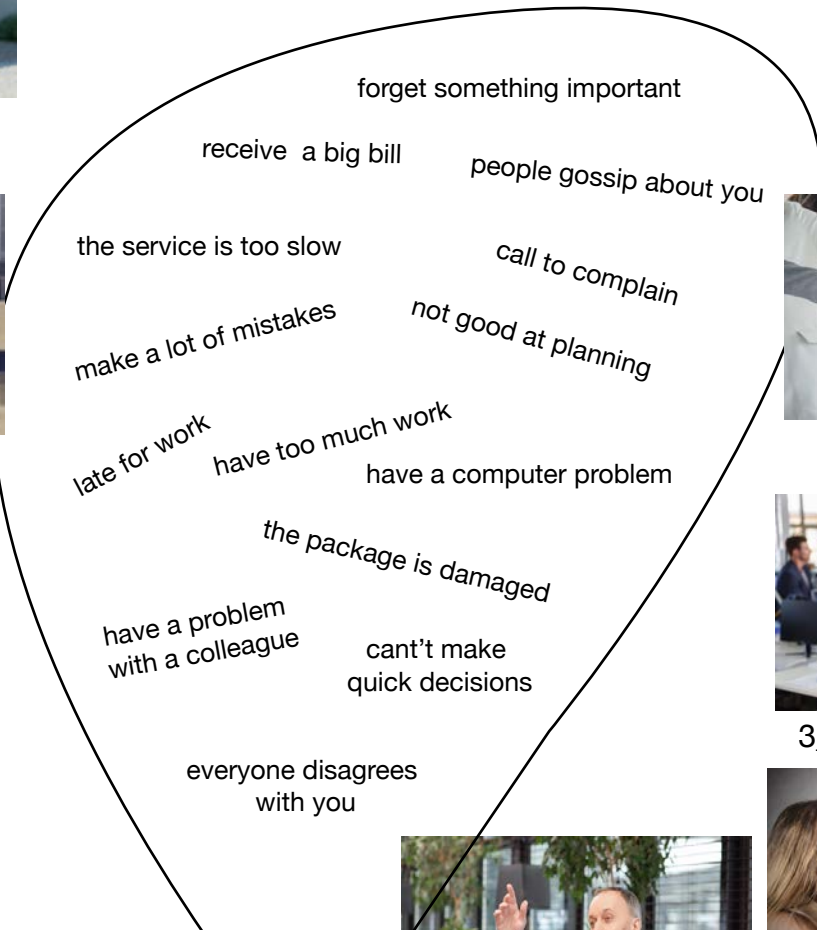 forget something important
receive a big bill
people gossip about you
the service is too slow
call to complain
make a lot of mistakes
not good at planning
late for work
have too much work
have a computer problem
the package is damaged
have a problem
with a colleague
cant't make
quick decisions
everyone disagrees
with you
3